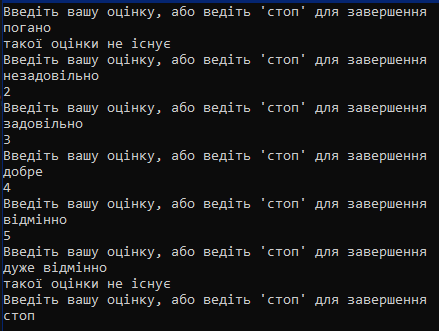 Введіть вашу оцінку, або ведіть 'стоп' для завершення
погано
такої оцінки не існує
Введіть вашу оцінку, або ведіть 'стоп' для завершення
незадовільно
2
Введіть вашу оцінку, або ведіть 'стоп' для завершення
задовільно
3
Введіть вашу оцінку, або ведіть 'стоп' для завершення
добре
4
Введіть вашу оцінку, або ведіть 'стоп' для завершення
відмінно
5
Введіть вашу оцінку, або ведіть 'стоп' для завершення
дуже відмінно
такої оцінки не існує
Введіть вашу оцінку, або ведіть 'стоп' для завершення
стоп